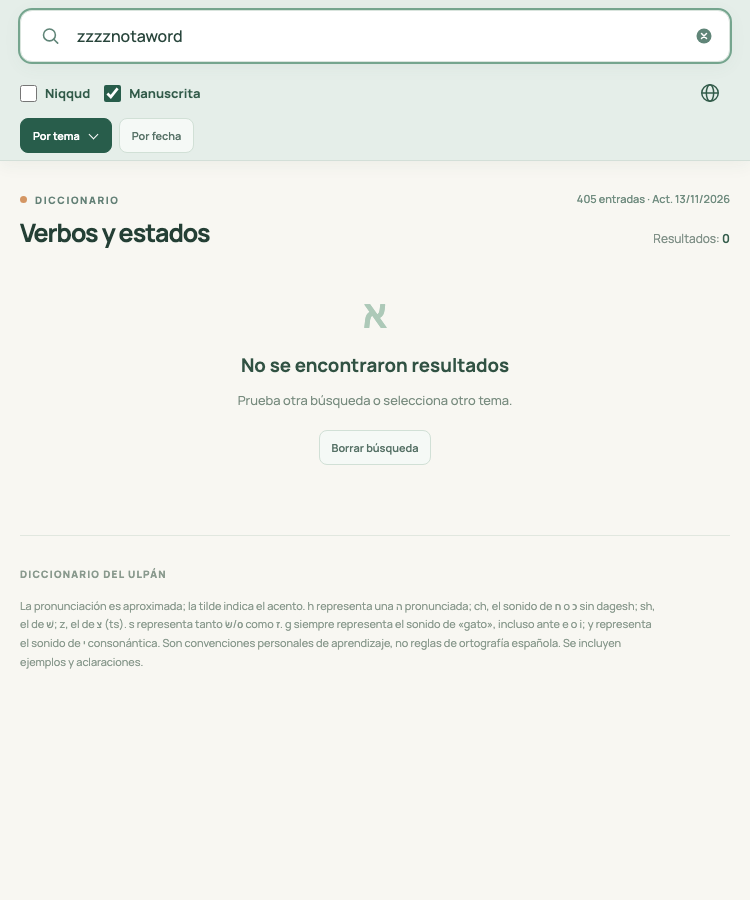 zzzznotaword
Niqqud Manuscrita
Por tema Por fecha
DICCIONARIO 405 entradas · Act. 13/11/2026
Verbos y estados
Resultados: 0
א
No se encontraron resultados
Prueba otra búsqueda o selecciona otro tema.
Borrar búsqueda
DICCIONARIO DEL ULPÁN
La pronunciación es aproximada; la tilde indica el acento. h representa una ה pronunciada; ch, el sonido de ח o כ sin dagesh; sh,
el de שׁ; z, el de צ (ts). s representa tanto שׂ/ס como ז. g siempre representa el sonido de «gato», incluso ante e o i; y representa
el sonido de י consonántica. Son convenciones personales de aprendizaje, no reglas de ortografía española. Se incluyen
ejemplos y aclaraciones.